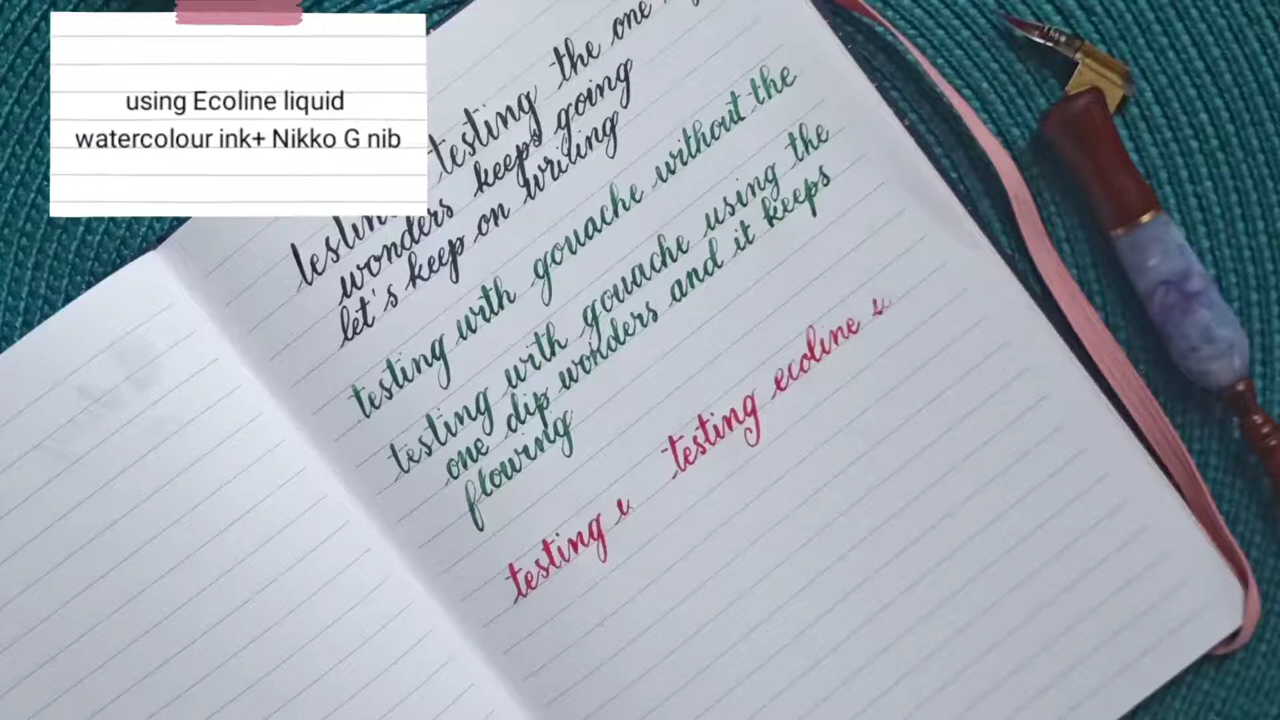 using Ecoline liquid
watercolour ink+ Nikko G nib
testing the one
keeps going
wonders
let's keep on writing
testing with gouache without the
testing with gouache using the
one dip wonders and it keeps
flowing
testing ecoline
testing